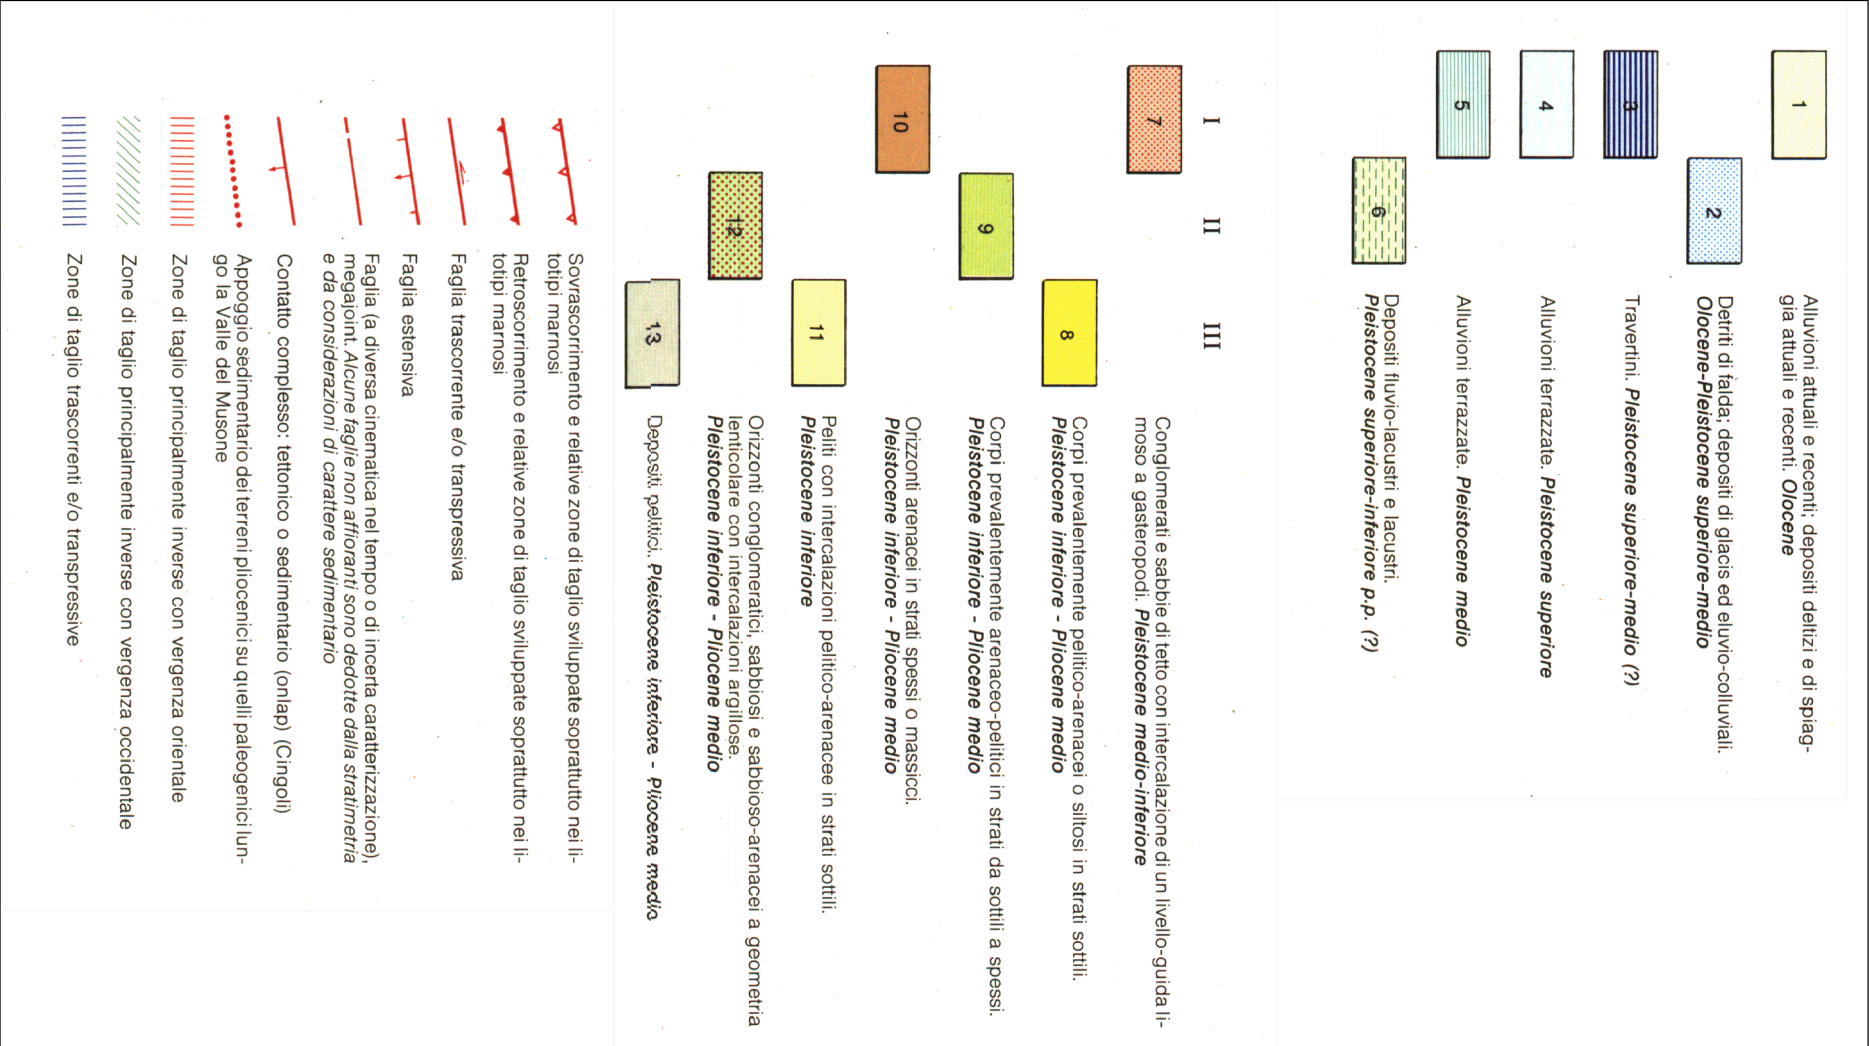 1
Alluvioni attuali e recenti; depositi deltizi e di spiag-
gia attuali e recenti. Olocene
2
Detriti di falda; depositi di glacis ed eluvio-colluviali.
Olocene-Pleistocene superiore-medio
3
Travertini. Pleistocene superiore-medio (?)
4
Alluvioni terrazzate. Pleistocene superiore
5
Alluvioni terrazzate. Pleistocene medio
6
Depositi fluvio-lacustri e lacustri.
Pleistocene superiore-inferiore p.p. (?)
I II III
7
Conglomerati e sabbie di tetto con intercalazione di un livello-guida li-
moso a gasteropodi. Pleistocene medio-inferiore
8
Corpi prevalentemente pelitico-arenacei o siltosi in strati sottili.
Pleistocene inferiore - Pliocene medio
9
Corpi prevalentemente arenaceo-pelitici in strati da sottili a spessi.
Pleistocene inferiore - Pliocene medio
10
Orizzonti arenacei in strati spessi o massicci.
Pleistocene inferiore - Pliocene medio
11
Peliti con intercalazioni pelitico-arenacee in strati sottili.
Pleistocene inferiore
12
Orizzonti conglomeratici, sabbiosi e sabbioso-arenacei a geometria
lenticolare con intercalazioni argillose.
Pleistocene inferiore - Pliocene medio
13
Depositi pelitici. Pleistocene inferiore - Pliocene medio
Sovrascorrimento e relative zone di taglio sviluppate soprattutto nei li-
totipi marnosi
Retroscorrimento e relative zone di taglio sviluppate soprattutto nei li-
totipi marnosi
Faglia trascorrente e/o transpressiva
Faglia estensiva
Faglia (a diversa cinematica nel tempo o di incerta caratterizzazione),
megajoint. Alcune faglie non affioranti sono dedotte dalla stratimetria
e da considerazioni di carattere sedimentario
Contatto complesso: tettonico o sedimentario (onlap) (Cingoli)
Appoggio sedimentario dei terreni pliocenici su quelli paleogenici lun-
go la Valle del Musone
Zone di taglio principalmente inverse con vergenza orientale
Zone di taglio principalmente inverse con vergenza occidentale
Zone di taglio trascorrenti e/o transpressive